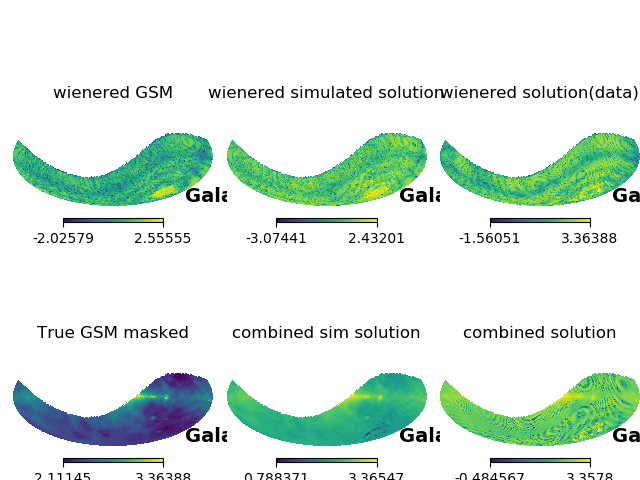 wienered GSM
wienered simulated solution
wienered solution(data)
Gala
Gala
Ga
-2.02579 2.55555
-3.07441 2.43201
-1.56051 3.36388
True GSM masked
combined sim solution
combined solution
Gala
Gala
Ga
2.11145 3.36388
0.788371 3.36547
-0.484567 3.3578